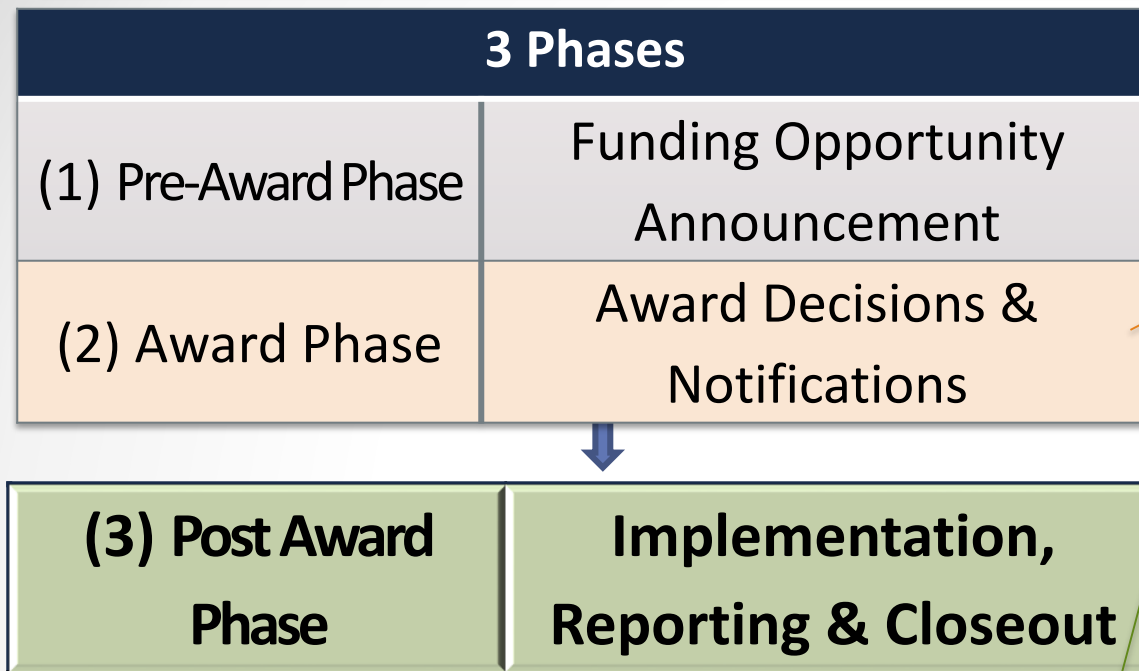 3 Phases
(1) Pre-Award Phase
Funding Opportunity
Announcement
(2) Award Phase
Award Decisions &
Notifications
(3) Post Award
Phase
Implementation,
Reporting & Closeout